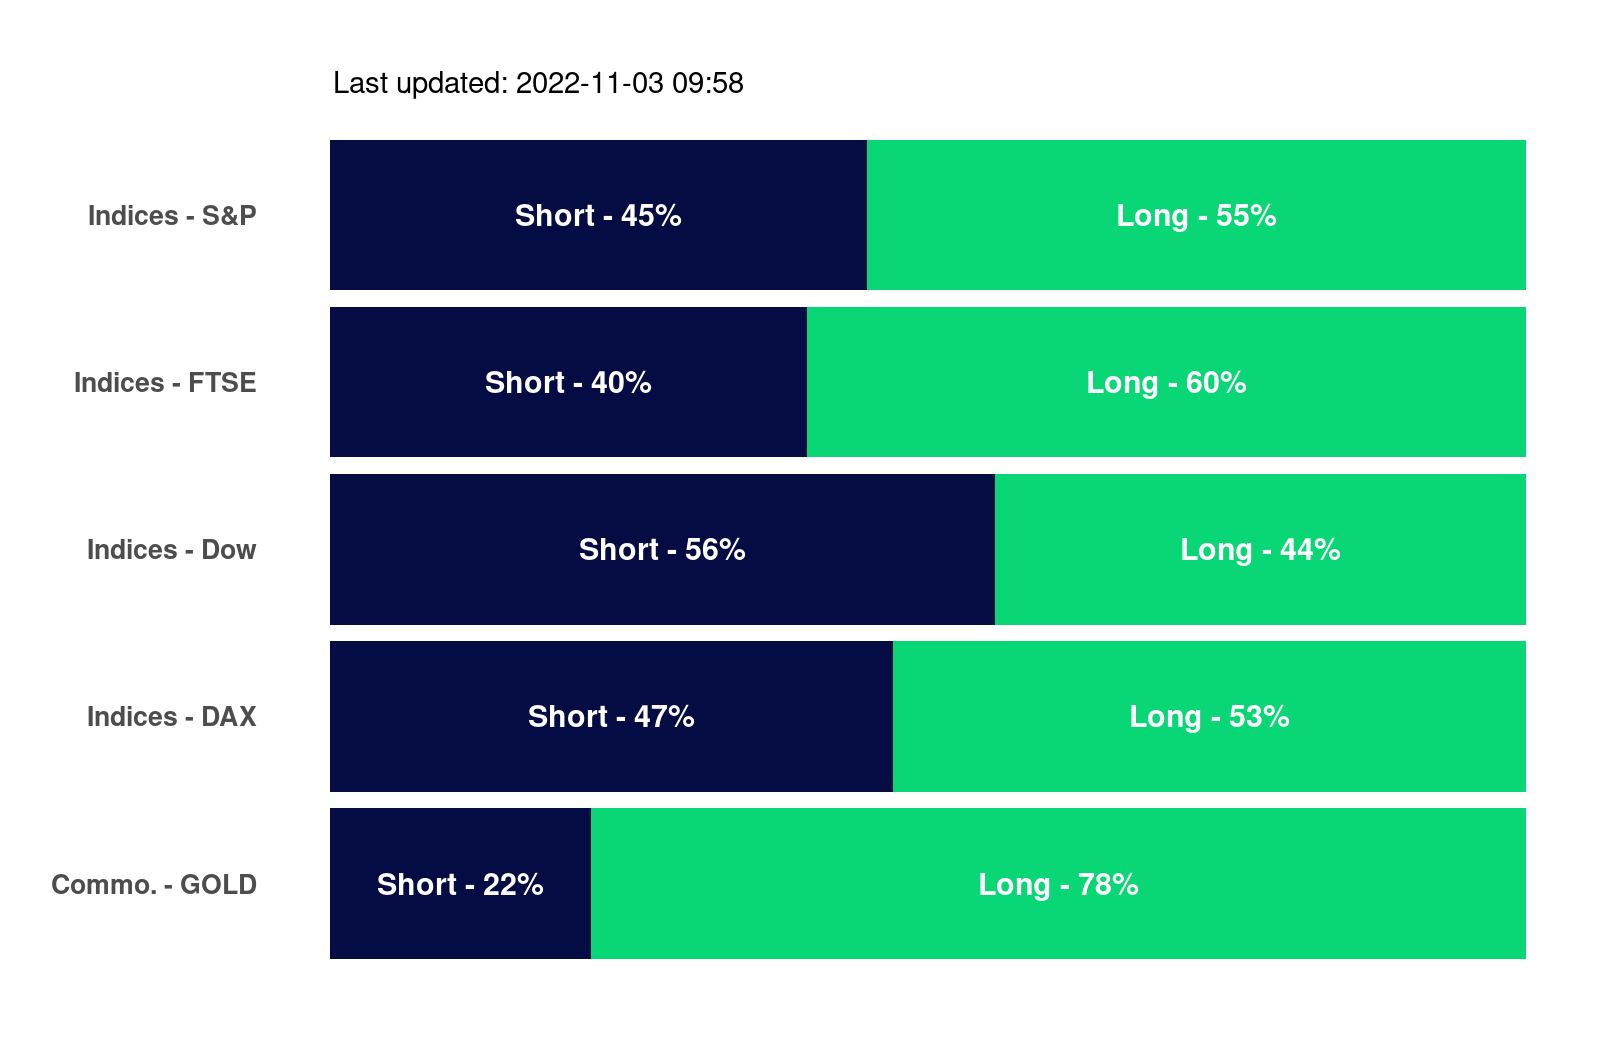 Last updated: 2022-11-03 09:58
Indices - S&P Short - 45% Long - 55%
Indices - FTSE Short - 40% Long - 60%
Indices - Dow Short - 56% Long - 44%
Indices - DAX Short - 47% Long - 53%
Commo. - GOLD Short - 22% Long - 78%